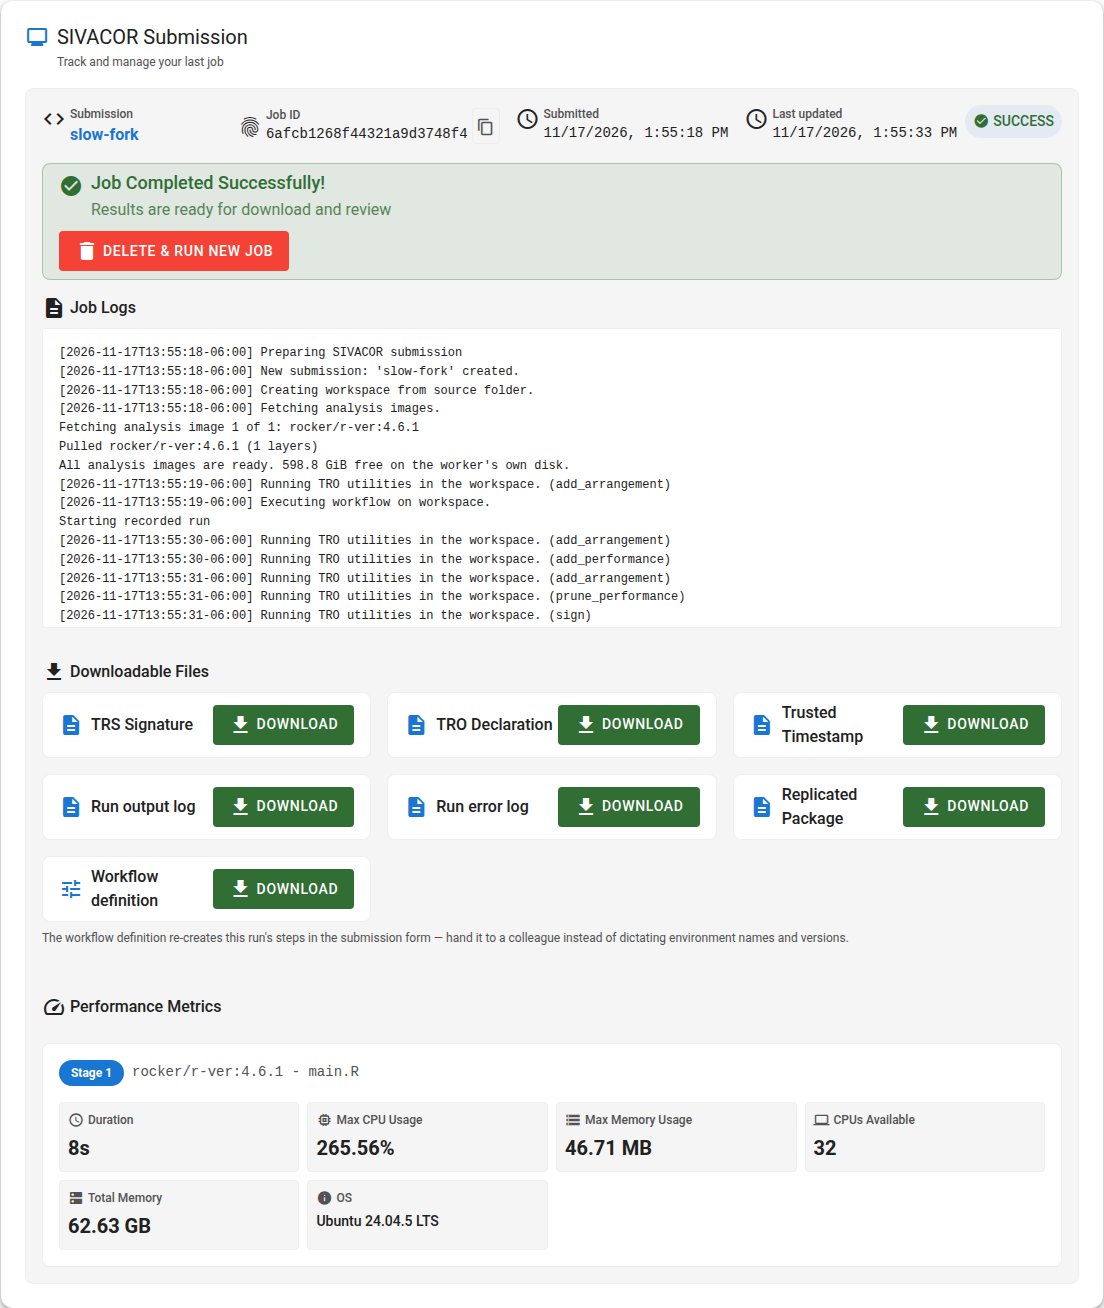 SIVACOR Submission
Track and manage your last job
Submission
slow-fork
Job ID
6afcb1268f44321a9d3748f4
Submitted
11/17/2026, 1:55:18 PM
Last updated
11/17/2026, 1:55:33 PM
SUCCESS
Job Completed Successfully!
Results are ready for download and review
DELETE & RUN NEW JOB
Job Logs
[2026-11-17T13:55:18-06:00] Preparing SIVACOR submission
[2026-11-17T13:55:18-06:00] New submission: 'slow-fork' created.
[2026-11-17T13:55:18-06:00] Creating workspace from source folder.
[2026-11-17T13:55:18-06:00] Fetching analysis images.
Fetching analysis image 1 of 1: rocker/r-ver:4.6.1
Pulled rocker/r-ver:4.6.1 (1 layers)
All analysis images are ready. 598.8 GiB free on the worker's own disk.
[2026-11-17T13:55:19-06:00] Running TRO utilities in the workspace. (add_arrangement)
[2026-11-17T13:55:19-06:00] Executing workflow on workspace.
Starting recorded run
[2026-11-17T13:55:30-06:00] Running TRO utilities in the workspace. (add_arrangement)
[2026-11-17T13:55:30-06:00] Running TRO utilities in the workspace. (add_performance)
[2026-11-17T13:55:31-06:00] Running TRO utilities in the workspace. (add_arrangement)
[2026-11-17T13:55:31-06:00] Running TRO utilities in the workspace. (prune_performance)
[2026-11-17T13:55:31-06:00] Running TRO utilities in the workspace. (sign)
Downloadable Files
TRS Signature
DOWNLOAD
TRO Declaration
DOWNLOAD
Trusted
Timestamp
DOWNLOAD
Run output log
DOWNLOAD
Run error log
DOWNLOAD
Replicated
Package
DOWNLOAD
Workflow
definition
DOWNLOAD
The workflow definition re-creates this run's steps in the submission form — hand it to a colleague instead of dictating environment names and versions.
Performance Metrics
Stage 1
rocker/r-ver:4.6.1 - main.R
Duration
8s
Max CPU Usage
265.56%
Max Memory Usage
46.71 MB
CPUs Available
32
Total Memory
62.63 GB
OS
Ubuntu 24.04.5 LTS